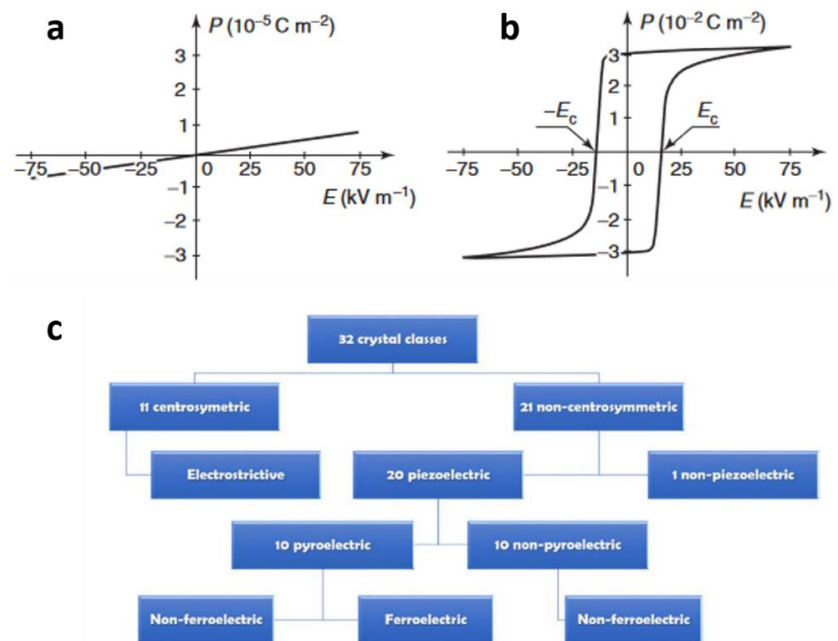 a
P (10⁻⁵ C m⁻²)
3
2
1
−75 −50 −25 0 25 50 75
−1
−2
−3
E (kV m⁻¹)
b
P (10⁻² C m⁻²)
3
2
1
−Ec
Ec
−75 −50 −25 0 25 50 75
−1
−2
−3
E (kV m⁻¹)
c
32 crystal classes
11 centrosymetric
21 non-centrosymmetric
Electrostrictive
20 piezoelectric
1 non-piezoelectric
10 pyroelectric
10 non-pyroelectric
Non-ferroelectric
Ferroelectric
Non-ferroelectric